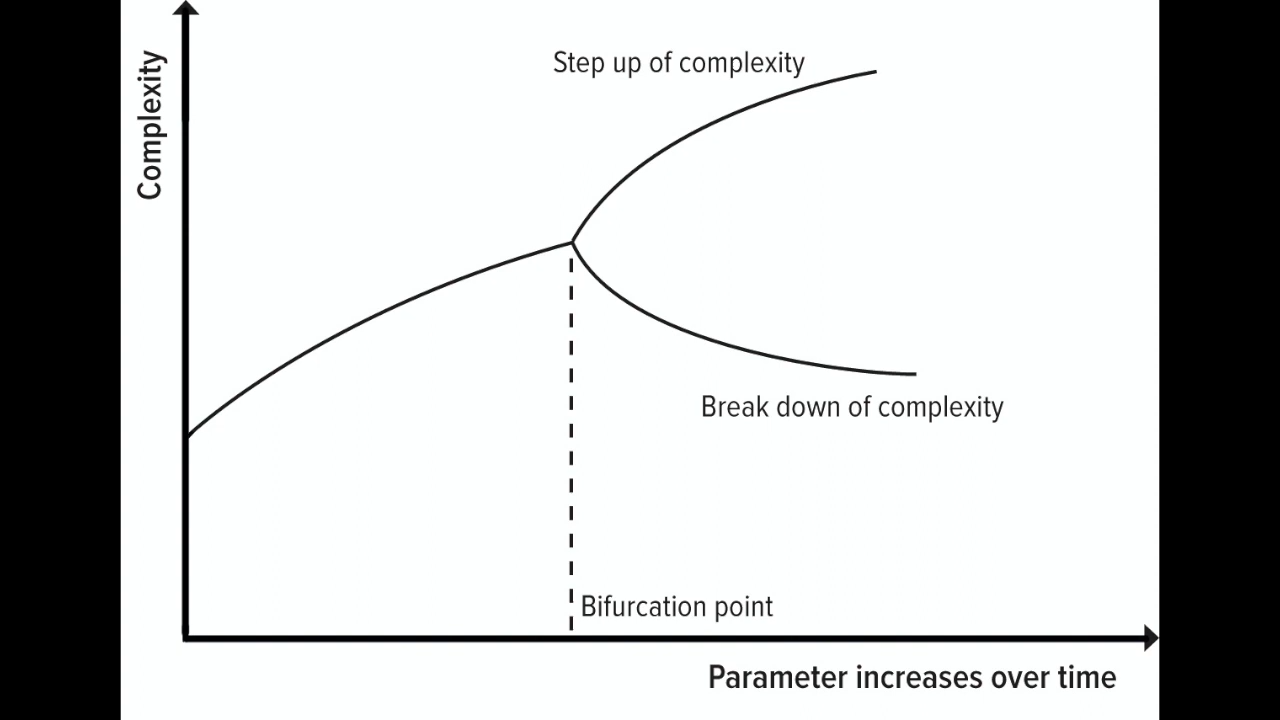 Step up of complexity
Complexity
Break down of complexity
Bifurcation point
Parameter increases over time